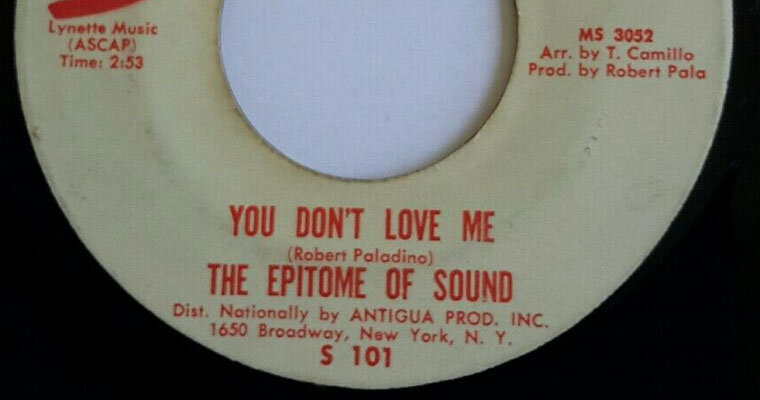 Lynette Music
(ASCAP)
Time: 2:53
MS 3052
Arr. by T. Camillo
Prod. by Robert Pala
YOU DON'T LOVE ME
(Robert Paladino)
THE EPITOME OF SOUND
Dist. Nationally by ANTIGUA PROD. INC.
1650 Broadway, New York, N. Y.
S 101